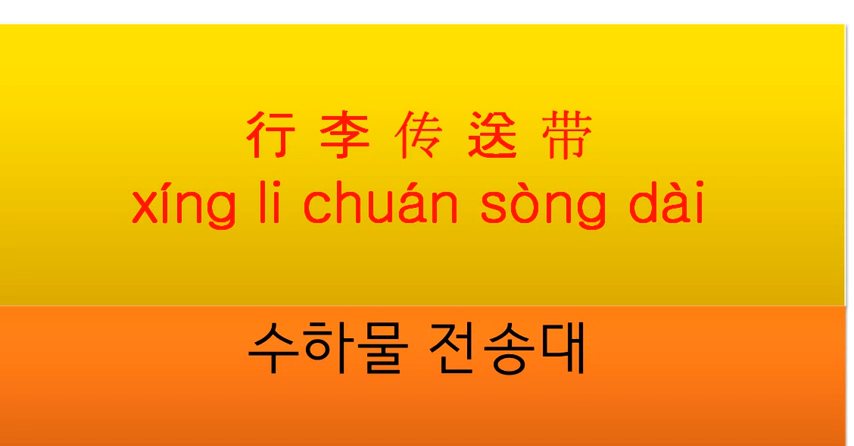 行 李 传 送 带
xíng li chuán sòng dài
수하물 전송대